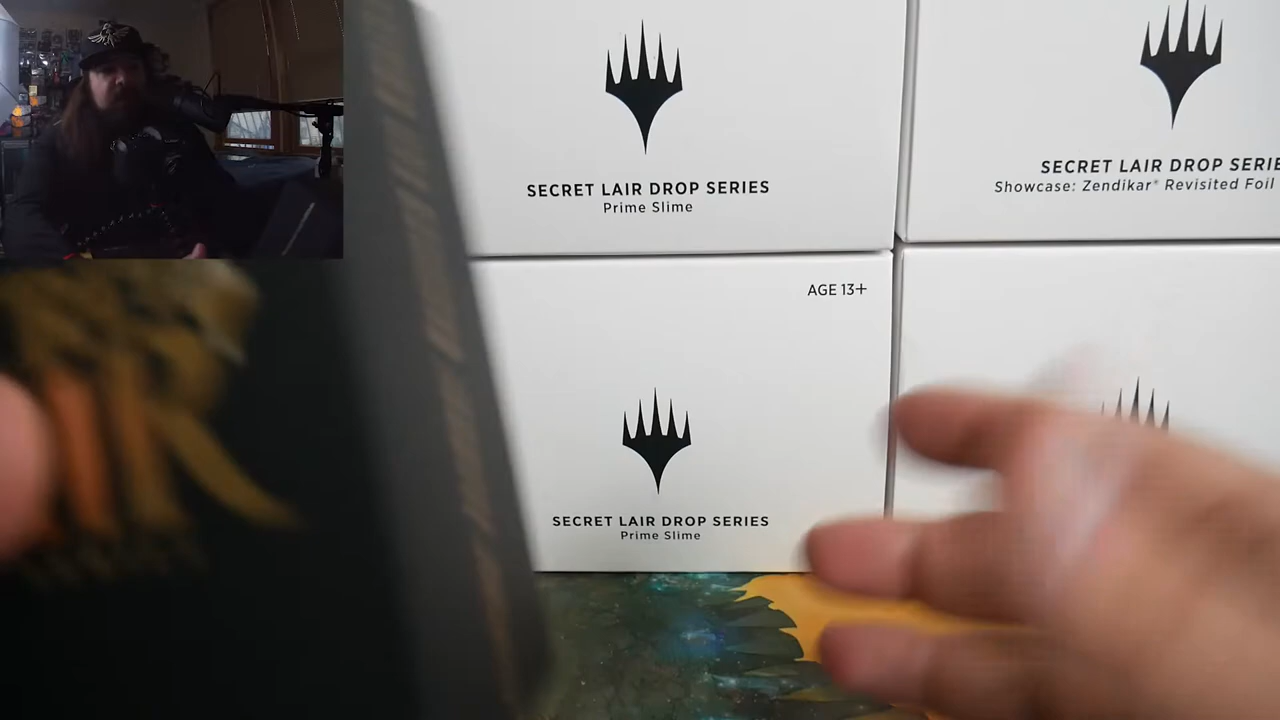 SECRET LAIR DROP SERIES
Prime Slime
SECRET LAIR DROP
Showcase: Zendikar® Revisited Foil
AGE 13+
SECRET LAIR DROP SERIES
Prime Slime